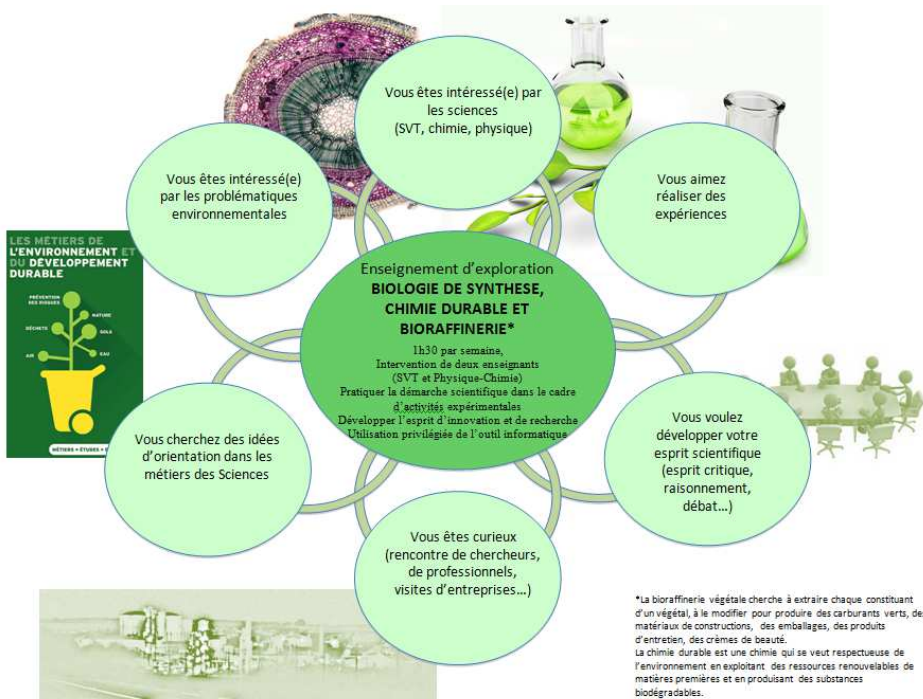 Vous êtes intéressé(e) par
les sciences
(SVT, chimie, physique)
Vous êtes intéressé(e)
par les problématiques
environnementales
Vous aimez
réaliser des
expériences
LES MÉTIERS DE
L'ENVIRONNEMENT ET
DU DÉVELOPPEMENT
DURABLE
PRÉVENTION
DES RISQUES
NATURE
DÉCHETS
SOLS
AIR
EAU
MÉTIERS • ÉTUDES •
Enseignement d'exploration
BIOLOGIE DE SYNTHESE,
CHIMIE DURABLE ET
BIORAFFINERIE*
1h30 par semaine,
Intervention de deux enseignants
(SVT et Physique-Chimie)
Pratiquer la démarche scientifique dans le cadre
d'activités expérimentales
Développer l'esprit d'innovation et de recherche
Utilisation privilégiée de l'outil informatique
Vous cherchez des idées
d'orientation dans les
métiers des Sciences
Vous voulez
développer votre
esprit scientifique
(esprit critique,
raisonnement,
débat…)
Vous êtes curieux
(rencontre de chercheurs,
de professionnels,
visites d'entreprises…)
*La bioraffinerie végétale cherche à extraire chaque constituant
d'un végétal, à le modifier pour produire des carburants verts, de
matériaux de constructions, des emballages, des produits
d'entretien, des crèmes de beauté.
La chimie durable est une chimie qui se veut respectueuse de
l'environnement en exploitant des ressources renouvelables de
matières premières et en produisant des substances
biodégradables.